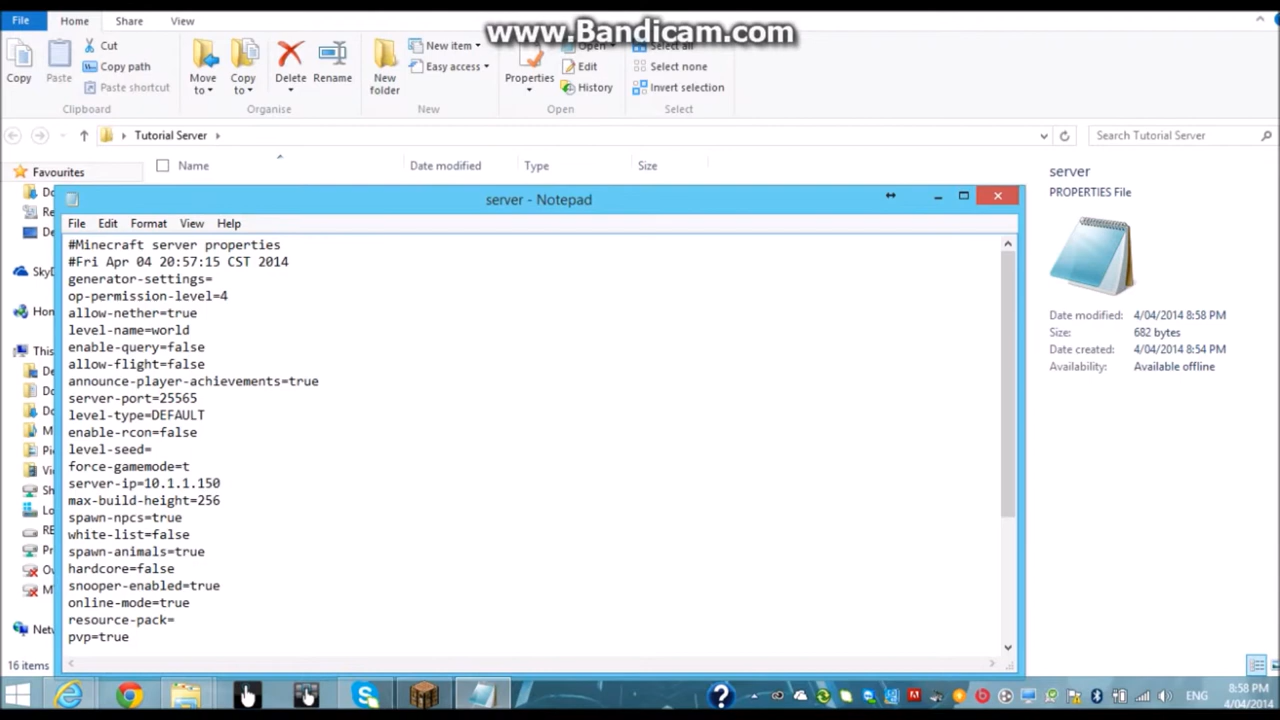 www.Bandicam.com
File Home Share View
Copy
Paste
Cut
Copy path
Paste shortcut
Clipboard
Move to
Copy to
Delete
Rename
Organise
New folder
New item
Easy access
New
Properties
Open
Edit
History
Open
Select all
Select none
Invert selection
Select
Tutorial Server
Search Tutorial Server
Name Date modified Type Size
Favourites
server
PROPERTIES File
Date modified: 4/04/2014 8:58 PM
Size: 682 bytes
Date created: 4/04/2014 8:54 PM
Availability: Available offline
server - Notepad
File Edit Format View Help
#Minecraft server properties
#Fri Apr 04 20:57:15 CST 2014
generator-settings=
op-permission-level=4
allow-nether=true
level-name=world
enable-query=false
allow-flight=false
announce-player-achievements=true
server-port=25565
level-type=DEFAULT
enable-rcon=false
level-seed=
force-gamemode=t
server-ip=10.1.1.150
max-build-height=256
spawn-npcs=true
white-list=false
spawn-animals=true
hardcore=false
snooper-enabled=true
online-mode=true
resource-pack=
pvp=true
16 items
ENG
8:58 PM
4/04/2014